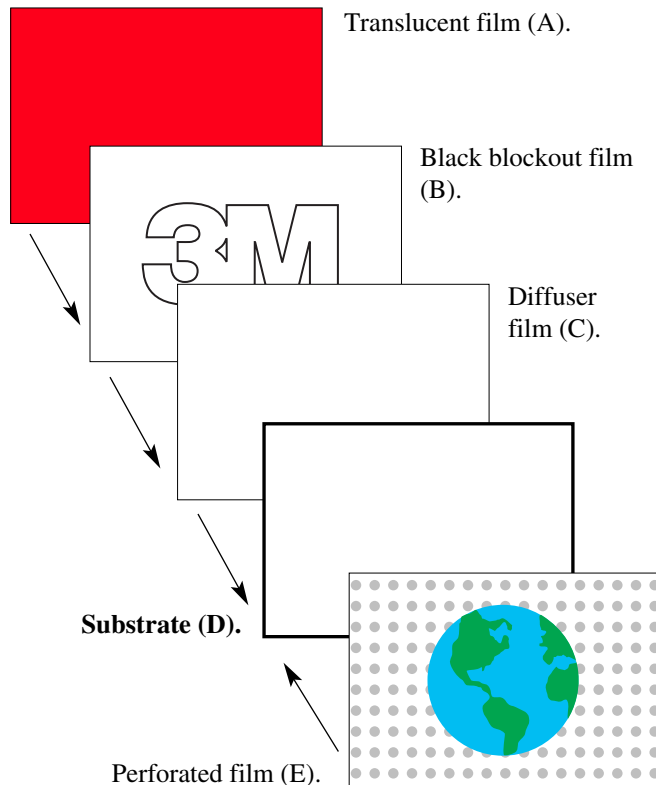 Translucent film (A).
Black blockout film
(B).
3M
Diffuser
film (C).
Substrate (D).
Perforated film (E).